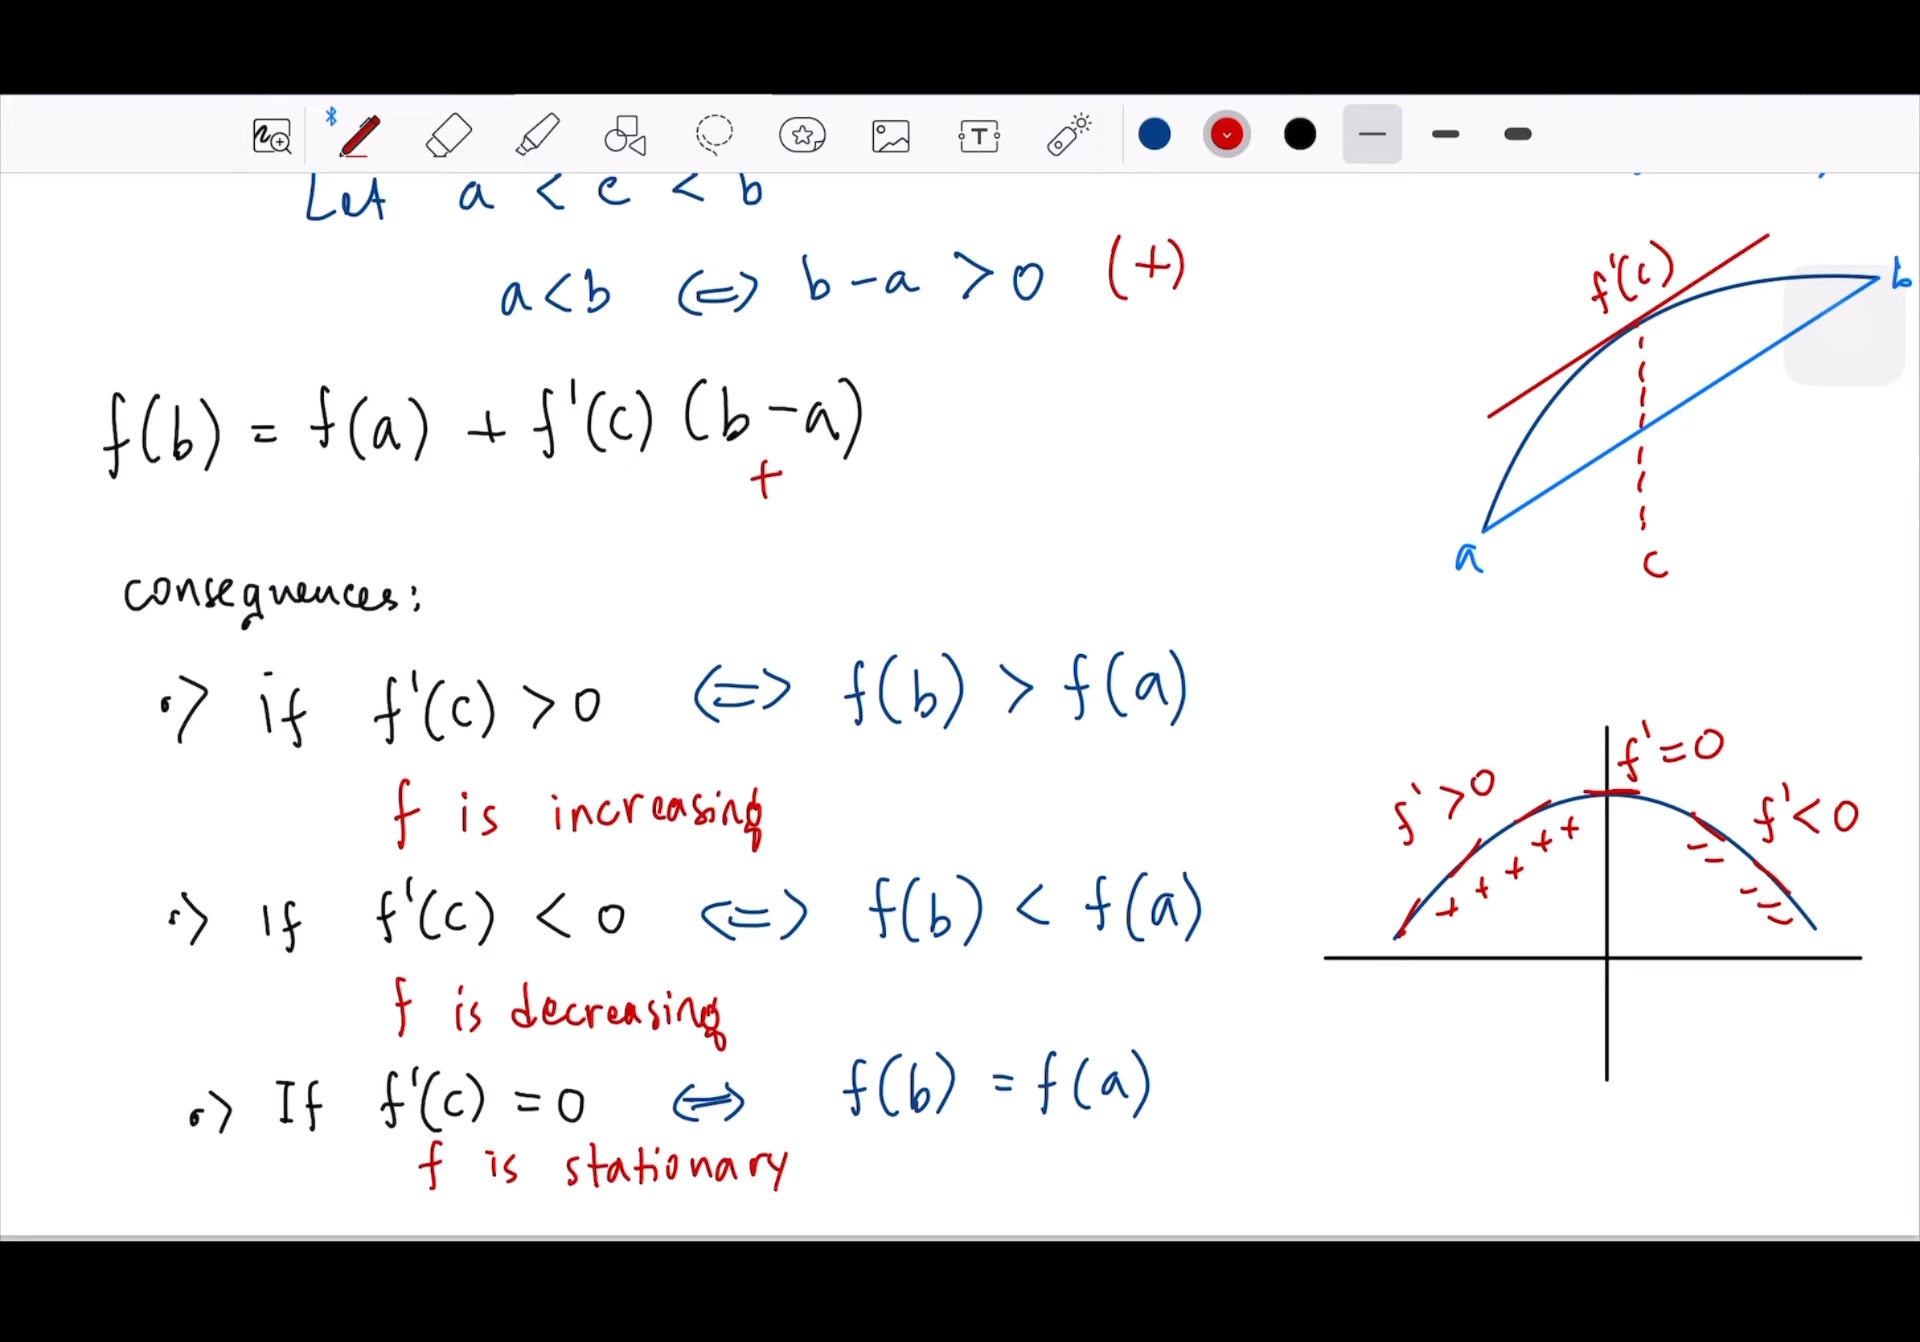 Let a < c < b
a < b <=> b - a > 0 (+)
f(b) = f(a) + f'(c) (b - a)
+
consequences:
•> if f'(c) > 0 <=> f(b) > f(a)
f is increasing
•> If f'(c) < 0 <=> f(b) < f(a)
f is decreasing
•> If f'(c) = 0 <=> f(b) = f(a)
f is stationary
f'(c)
b
a
c
f' > 0
f' = 0
f' < 0
+ + + + +
- - - - -
T